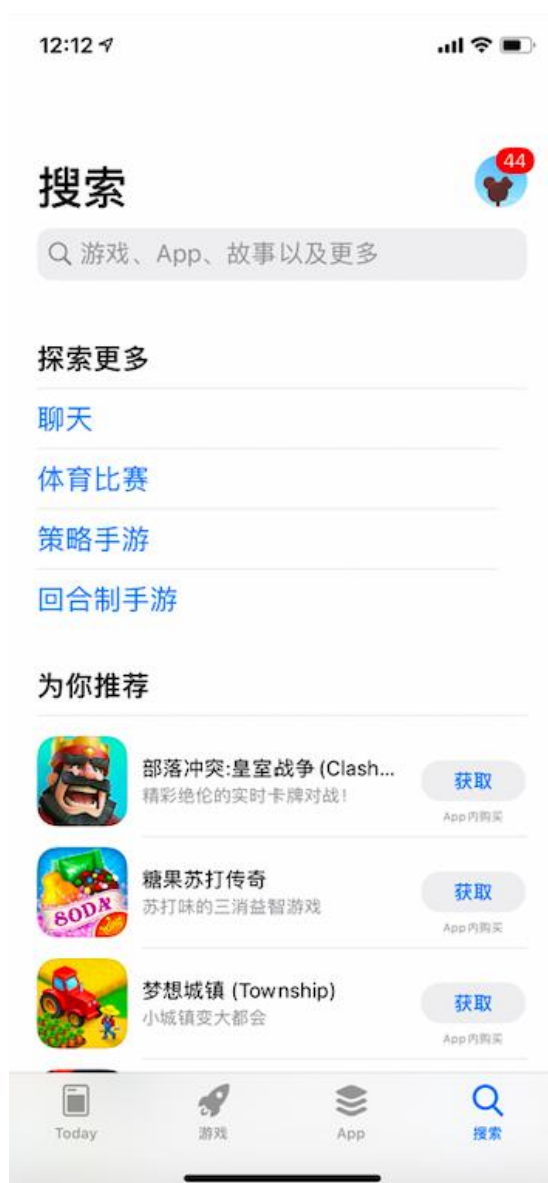 12:12
搜索
44
游戏、App、故事以及更多
探索更多
聊天
体育比赛
策略手游
回合制手游
为你推荐
部落冲突:皇室战争 (Clash...
精彩绝伦的实时卡牌对战!
获取
App内购买
糖果苏打传奇
苏打味的三消益智游戏
SODA
获取
App内购买
梦想城镇 (Township)
小城镇变大都会
获取
App内购买
Today
游戏
App
搜索